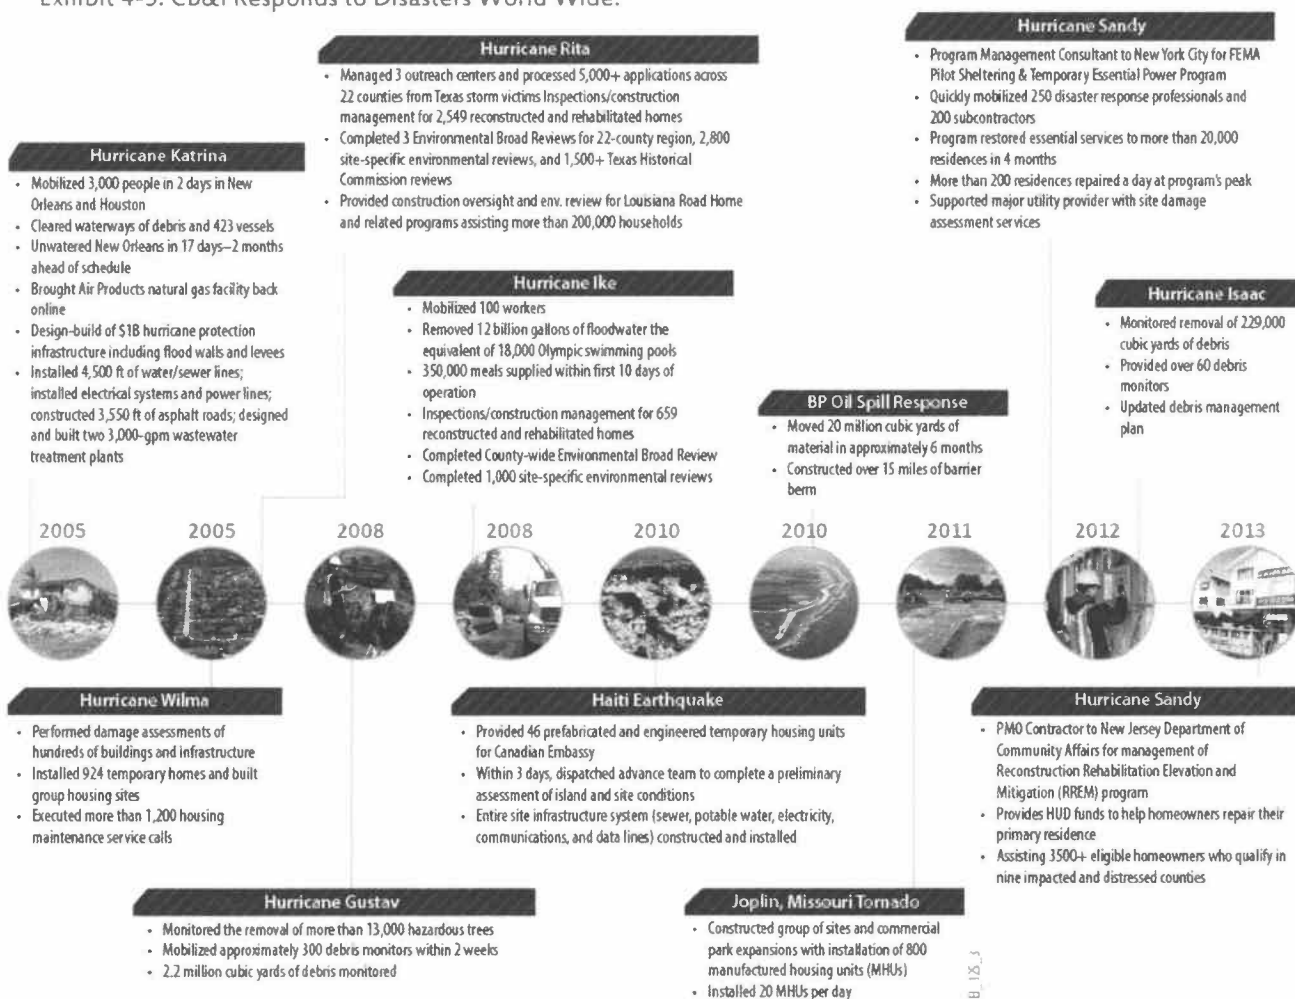 Exhibit 4-3. CB&I Responds to Disasters World Wide.
Hurricane Katrina
• Mobilized 3,000 people in 2 days in New
Orleans and Houston
• Cleared waterways of debris and 423 vessels
• Unwatered New Orleans in 17 days–2 months
ahead of schedule
• Brought Air Products natural gas facility back
online
• Design-build of $1B hurricane protection
infrastructure including flood walls and levees
• Installed 4,500 ft of water/sewer lines;
installed electrical systems and power lines;
constructed 3,550 ft of asphalt roads; designed
and built two 3,000-gpm wastewater
treatment plants
Hurricane Rita
• Managed 3 outreach centers and processed 5,000+ applications across
22 counties from Texas storm victims Inspections/construction
management for 2,549 reconstructed and rehabilitated homes
• Completed 3 Environmental Broad Reviews for 22-county region, 2,800
site-specific environmental reviews, and 1,500+ Texas Historical
Commission reviews
• Provided construction oversight and env. review for Louisiana Road Home
and related programs assisting more than 200,000 households
Hurricane Ike
• Mobilized 100 workers
• Removed 12 billion gallons of floodwater the
equivalent of 18,000 Olympic swimming pools
• 350,000 meals supplied within first 10 days of
operation
• Inspections/construction management for 659
reconstructed and rehabilitated homes
• Completed County-wide Environmental Broad Review
• Completed 1,000 site-specific environmental reviews
BP Oil Spill Response
• Moved 20 million cubic yards of
material in approximately 6 months
• Constructed over 15 miles of barrier
berm
Hurricane Sandy
• Program Management Consultant to New York City for FEMA
Pilot Sheltering & Temporary Essential Power Program
• Quickly mobilized 250 disaster response professionals and
200 subcontractors
• Program restored essential services to more than 20,000
residences in 4 months
• More than 200 residences repaired a day at program's peak
• Supported major utility provider with site damage
assessment services
Hurricane Isaac
• Monitored removal of 229,000
cubic yards of debris
• Provided over 60 debris
monitors
• Updated debris management
plan
2005 2005 2008 2008 2010 2010 2011 2012 2013
Hurricane Wilma
• Performed damage assessments of
hundreds of buildings and infrastructure
• Installed 924 temporary homes and built
group housing sites
• Executed more than 1,200 housing
maintenance service calls
Haiti Earthquake
• Provided 46 prefabricated and engineered temporary housing units
for Canadian Embassy
• Within 3 days, dispatched advance team to complete a preliminary
assessment of island and site conditions
• Entire site infrastructure system (sewer, potable water, electricity,
communications, and data lines) constructed and installed
Hurricane Sandy
• PMO Contractor to New Jersey Department of
Community Affairs for management of
Reconstruction Rehabilitation Elevation and
Mitigation (RREM) program
• Provides HUD funds to help homeowners repair their
primary residence
• Assisting 3500+ eligible homeowners who qualify in
nine impacted and distressed counties
Hurricane Gustav
• Monitored the removal of more than 13,000 hazardous trees
• Mobilized approximately 300 debris monitors within 2 weeks
• 2.2 million cubic yards of debris monitored
Joplin, Missouri Tornado
• Constructed group of sites and commercial
park expansions with installation of 800
manufactured housing units (MHUs)
• Installed 20 MHUs per day